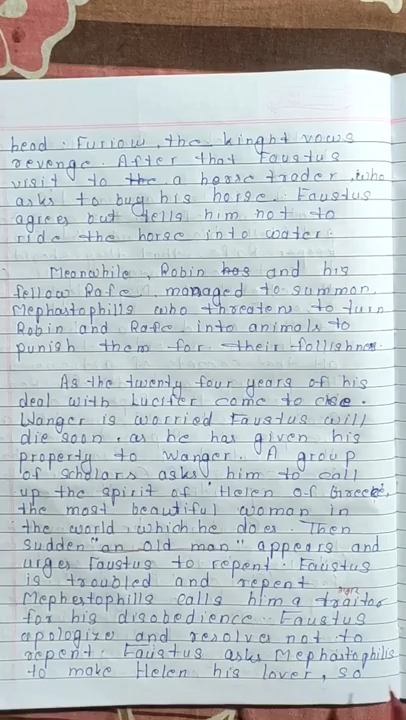 head. Furiow, the kinght vows
revenge. After that Faustus
visit to the a horse trader, who
asks to buy his horse. Faustus
agrees but tells him not to
ride the horse into water.
Meanwhile, Robin has and his
fellow Rafe, managed to summon
Mephastophills who threatens to turn
Robin and Rafe into animals to
punish them for their follishness.
As the twenty four years of his
deal with Lucifer come to close.
Wanger is worried Faustus will
die soon, as he has given his
property to Wanger. A group
of scholars asks him to call
up the spirit of "Helen of Greece",
the most beautiful woman in
the world, which he does. Then
Sudden "an old man" appears and
urges Faustus to repent. Faustus
is troubled and repent.
Mephestophills calls him a traitor
for his disobedience. Faustus
apologize and resolves not to
repent. Faustus asks Mephastophilis
to make Helen his lover, so